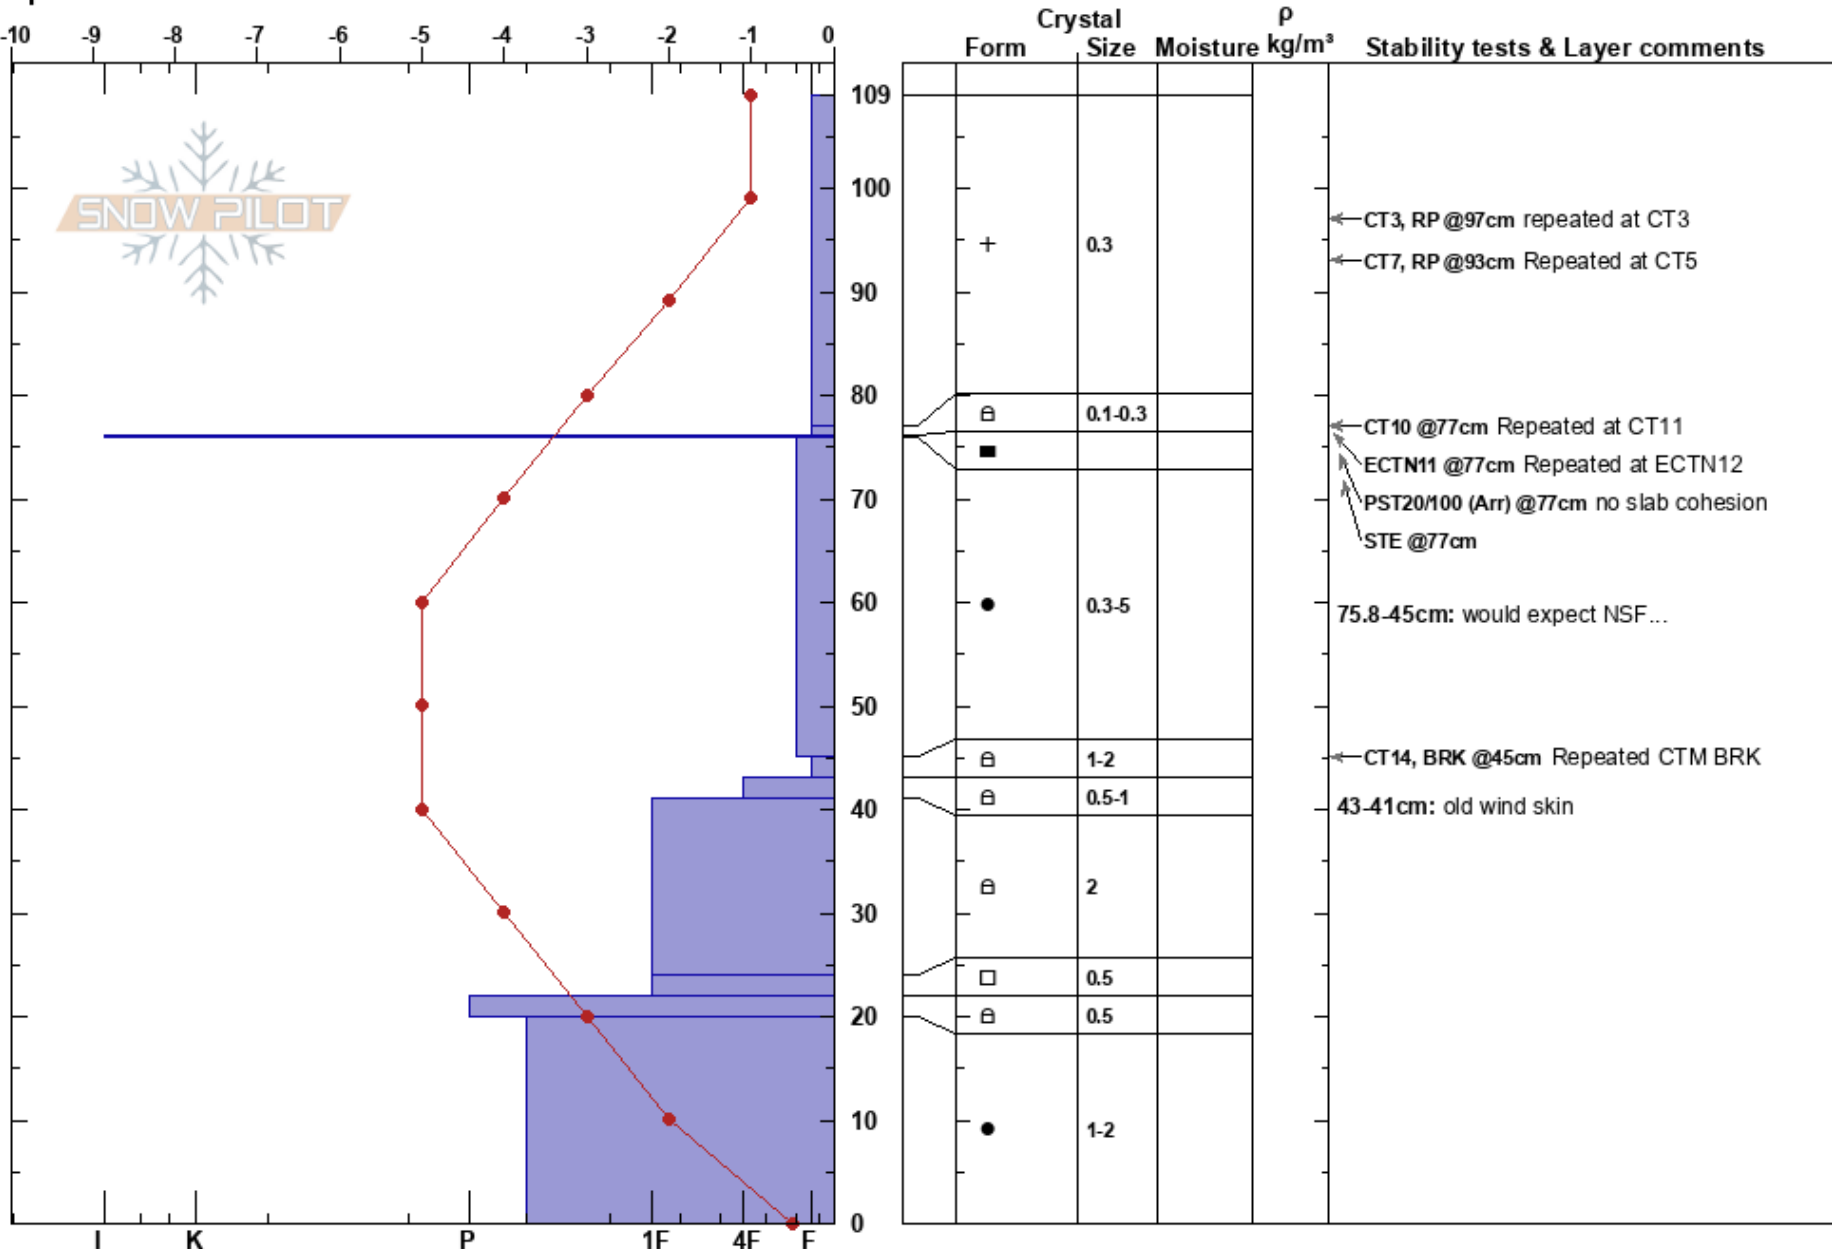 Crystal
ρ
-10 -9 -8 -7 -6 -5 -4 -3 -2 -1 0
Form Size Moisture kg/m³ Stability tests & Layer comments
109
SNOW PILOT
100
CT3, RP @97cm repeated at CT3
+ 0.3
CT7, RP @93cm Repeated at CT5
90
80
0.1-0.3
CT10 @77cm Repeated at CT11
ECTN11 @77cm Repeated at ECTN12
70
PST20/100 (Arr) @77cm no slab cohesion
STE @77cm
60
0.3-5
75.8-45cm: would expect NSF...
50
1-2
CT14, BRK @45cm Repeated CTM BRK
0.5-1
40
43-41cm: old wind skin
2
30
0.5
20
0.5
10
1-2
0
I K P 1F 4F F